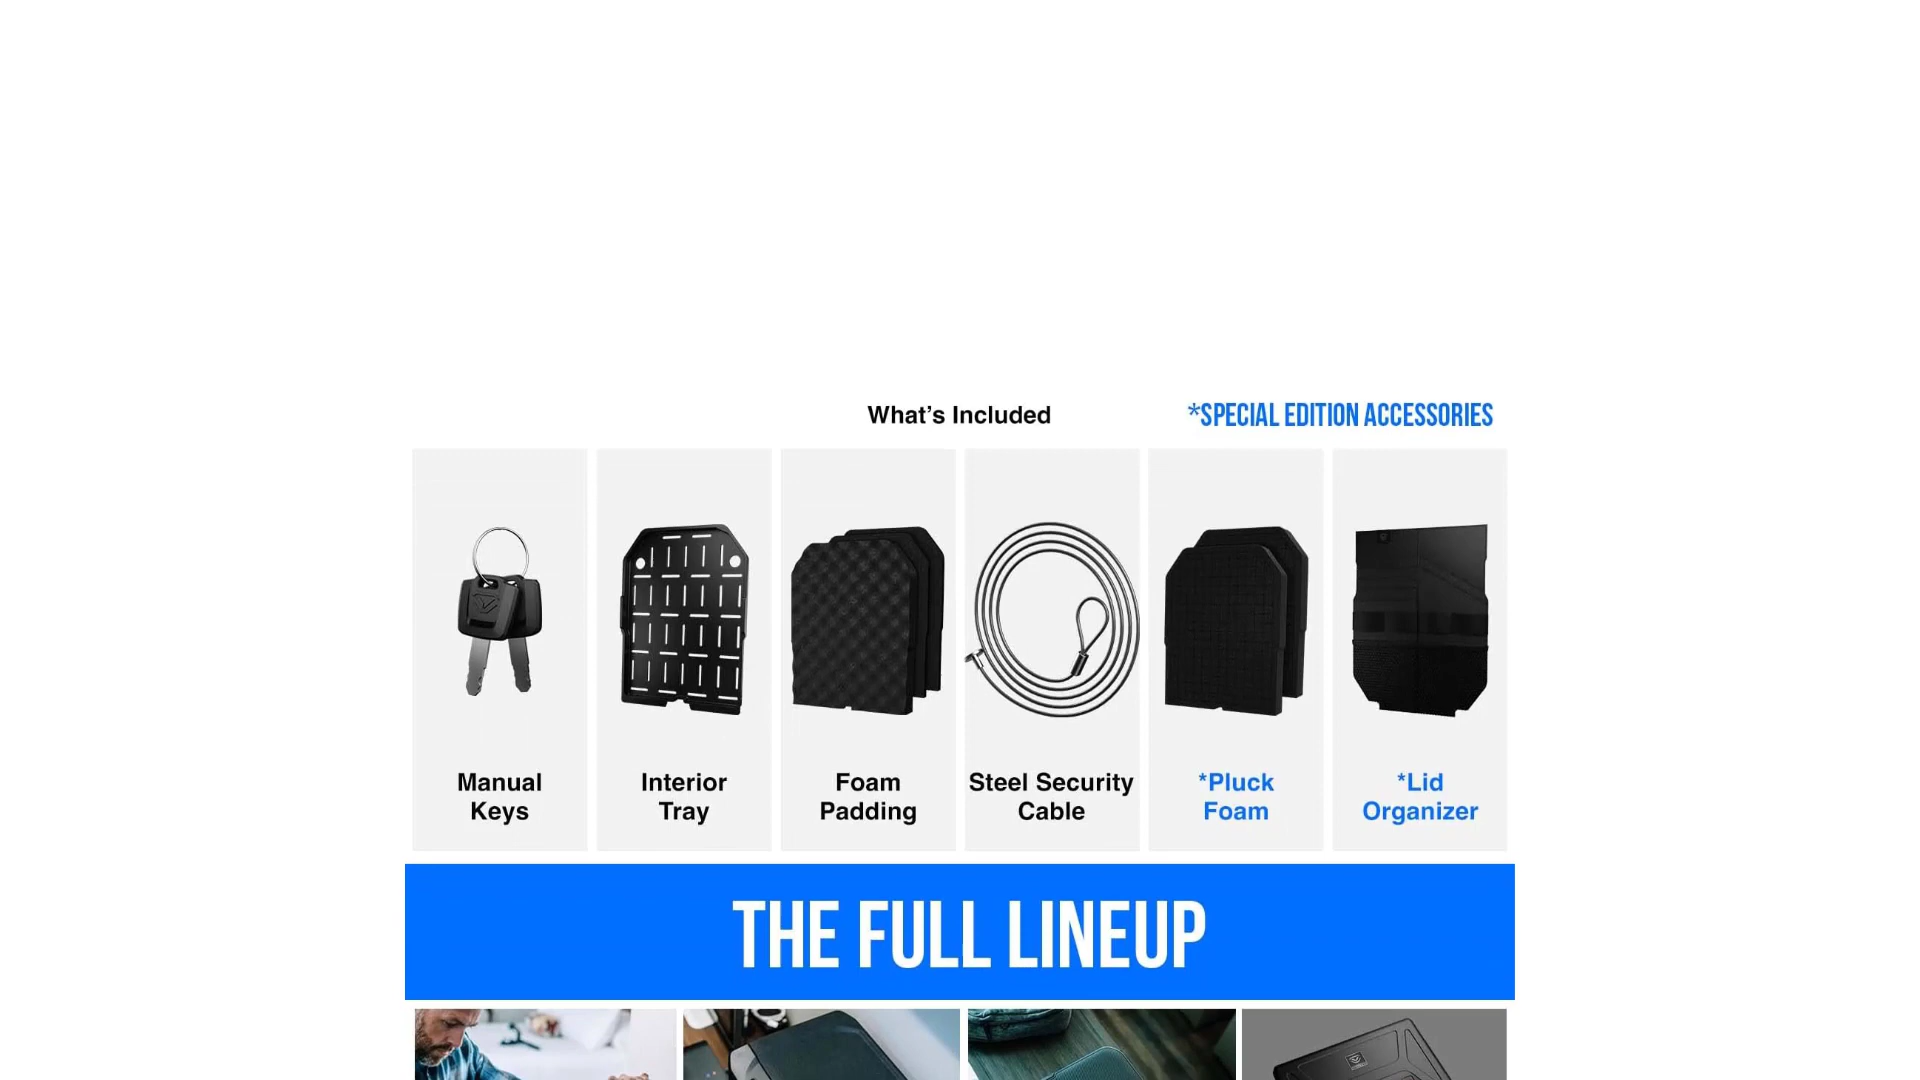 What's Included
*SPECIAL EDITION ACCESSORIES
Manual
Keys
Interior
Tray
Foam
Padding
Steel Security
Cable
*Pluck
Foam
*Lid
Organizer
THE FULL LINEUP